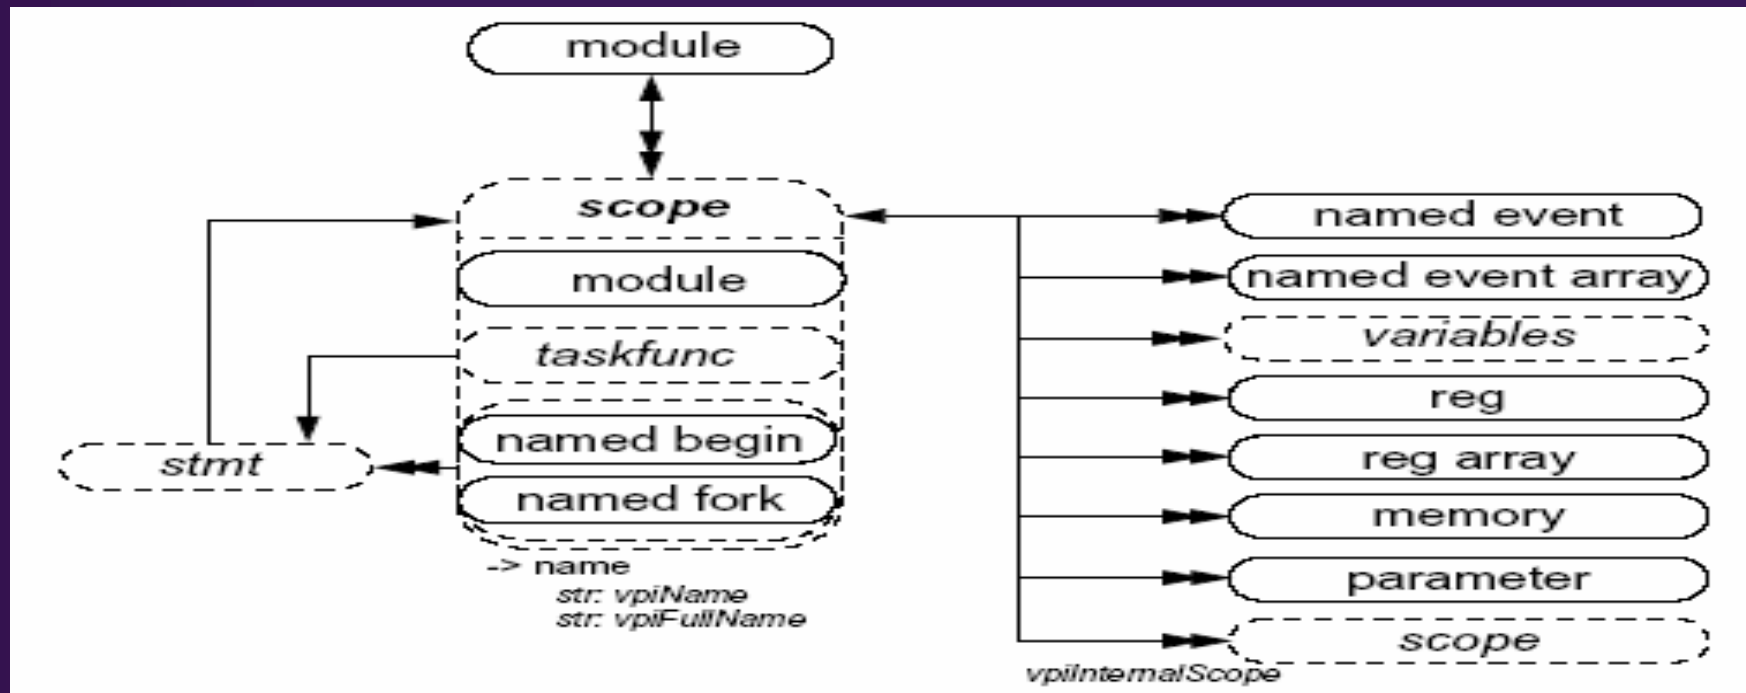 module
scope
module
taskfunc
named begin
named fork
stmt
-> name
str: vpiName
str: vpiFullName
named event
named event array
variables
reg
reg array
memory
parameter
scope
vpiInternalScope